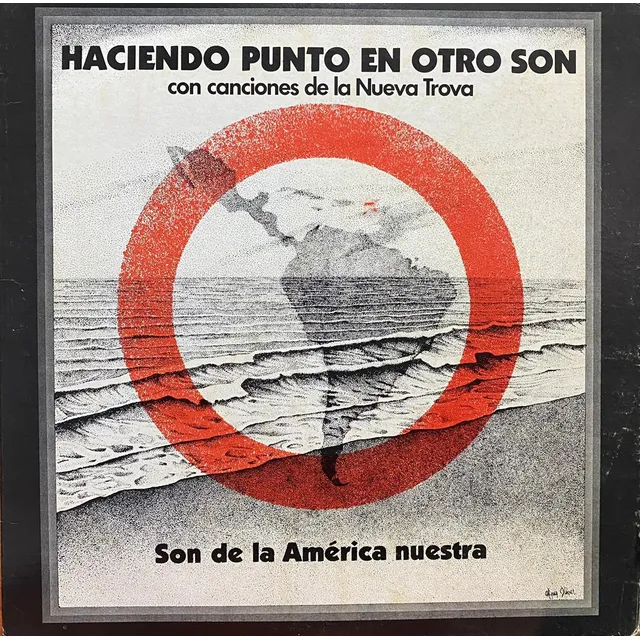 HACIENDO PUNTO EN OTRO SON
con canciones de la Nueva Trova
Son de la América nuestra